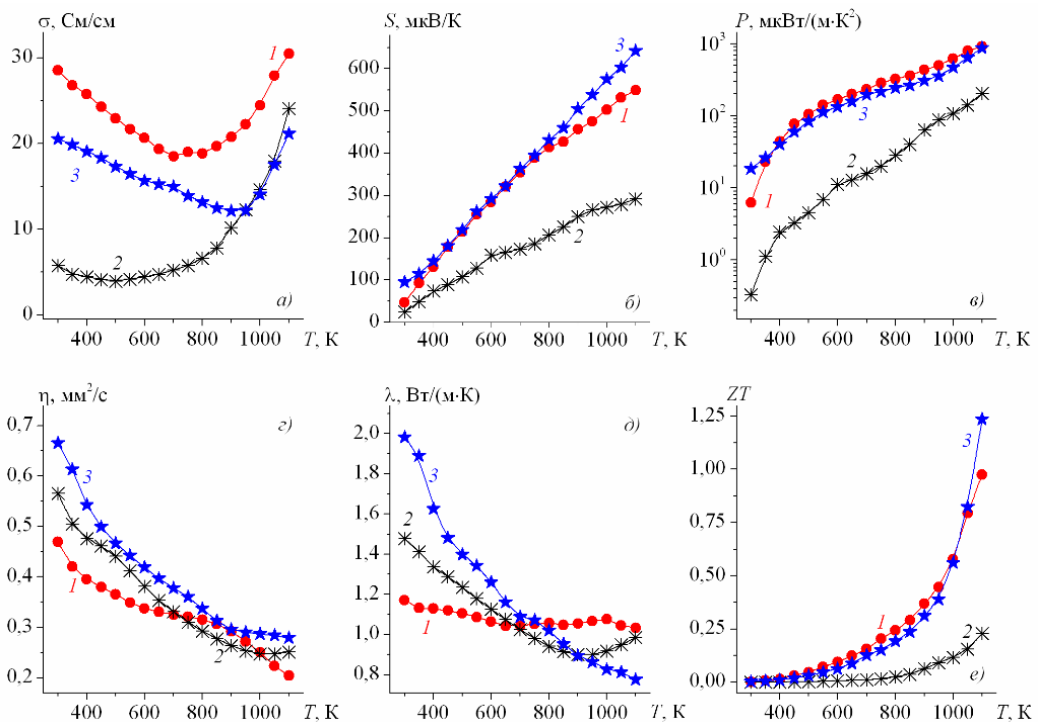 σ, См/см
30
20
10
0
1
3
2
а)
400 600 800 1000 T, К
S, мкВ/К
600
500
400
300
200
100
0
3
1
2
б)
400 600 800 1000 T, К
P, мкВт/(м·К²)
10³
10²
10¹
10⁰
3
2
1
в)
400 600 800 1000 T, К
η, мм²/с
0,7
0,6
0,5
0,4
0,3
0,2
г)
3
1
2
400 600 800 1000 T, К
λ, Вт/(м·К)
2,0
1,8
1,6
1,4
1,2
1,0
0,8
д)
3
2
1
400 600 800 1000 T, К
ZT
1,25
1,00
0,75
0,50
0,25
0,00
3
1
2
е)
400 600 800 1000 T, К